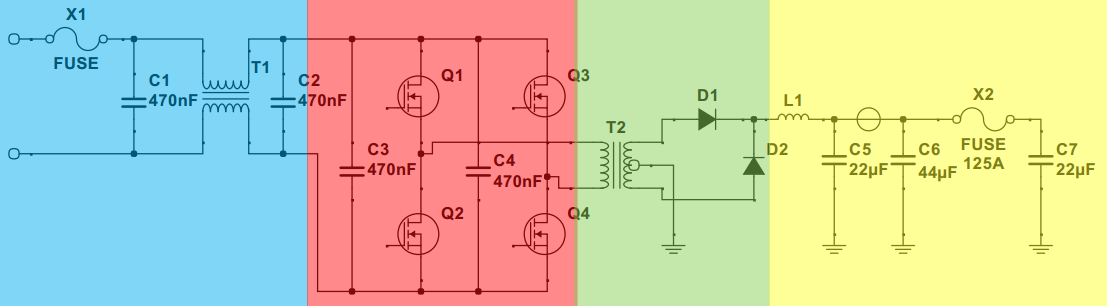 X1
FUSE
C1
470nF
T1
C2
470nF
Q1
Q3
C3
470nF
C4
470nF
Q2
Q4
T2
D1
D2
L1
C5
22µF
C6
44µF
X2
FUSE
125A
C7
22µF